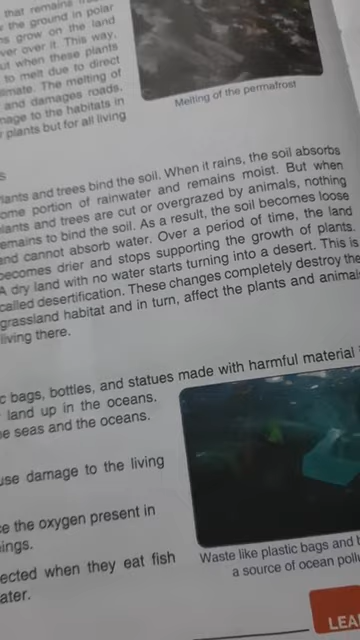 that remains
the ground in polar
grow on the land
over it. This way,
when these plants
to melt due to direct
The melting of
and damages roads.
to the habitats in
plants but for all living
Melting of the permafrost
Plants and trees bind the soil. When it rains, the soil absorbs
some portion of rainwater and remains moist. But when
plants and trees are cut or overgrazed by animals, nothing
remains to bind the soil. As a result, the soil becomes loose
and cannot absorb water. Over a period of time, the land
becomes drier and stops supporting the growth of plants.
A dry land with no water starts turning into a desert. This is
called desertification. These changes completely destroy the
grassland habitat and in turn, affect the plants and animals
living there.
bags, bottles, and statues made with harmful material
land up in the oceans.
seas and the oceans.
damage to the living
the oxygen present in
when they eat fish
Waste like plastic bags and
a source of ocean